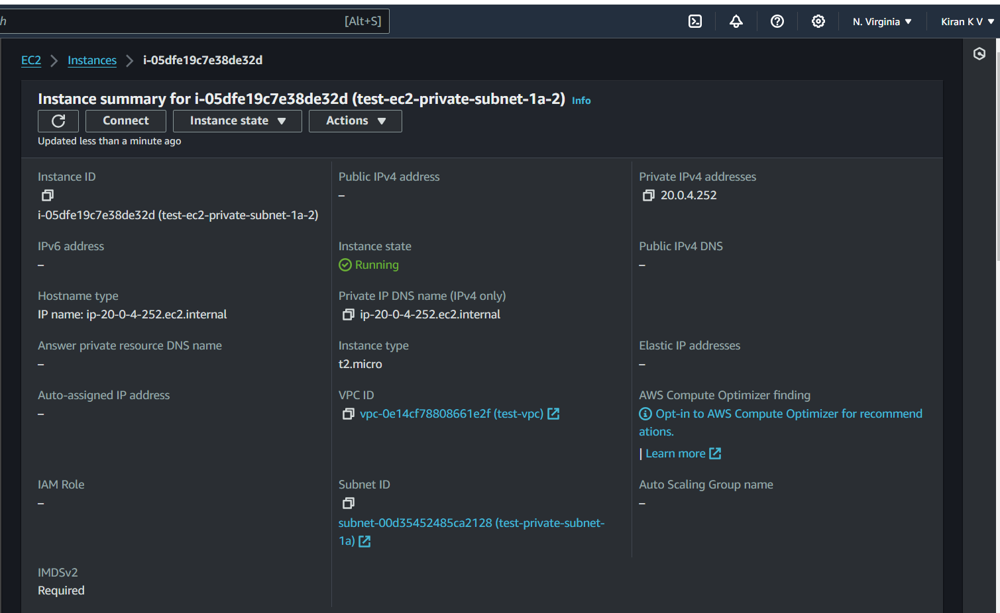 h [Alt+S] N. Virginia ▼ Kiran K V ▼
EC2 > Instances > i-05dfe19c7e38de32d
Instance summary for i-05dfe19c7e38de32d (test-ec2-private-subnet-1a-2) Info
Connect Instance state ▼ Actions ▼
Updated less than a minute ago
Instance ID
i-05dfe19c7e38de32d (test-ec2-private-subnet-1a-2)
Public IPv4 address
–
Private IPv4 addresses
20.0.4.252
IPv6 address
–
Instance state
Running
Public IPv4 DNS
–
Hostname type
IP name: ip-20-0-4-252.ec2.internal
Private IP DNS name (IPv4 only)
ip-20-0-4-252.ec2.internal
Answer private resource DNS name
–
Instance type
t2.micro
Elastic IP addresses
–
Auto-assigned IP address
–
VPC ID
vpc-0e14cf78808661e2f (test-vpc)
AWS Compute Optimizer finding
Opt-in to AWS Compute Optimizer for recommend
ations.
| Learn more
IAM Role
–
Subnet ID
subnet-00d35452485ca2128 (test-private-subnet-
1a)
Auto Scaling Group name
–
IMDSv2
Required